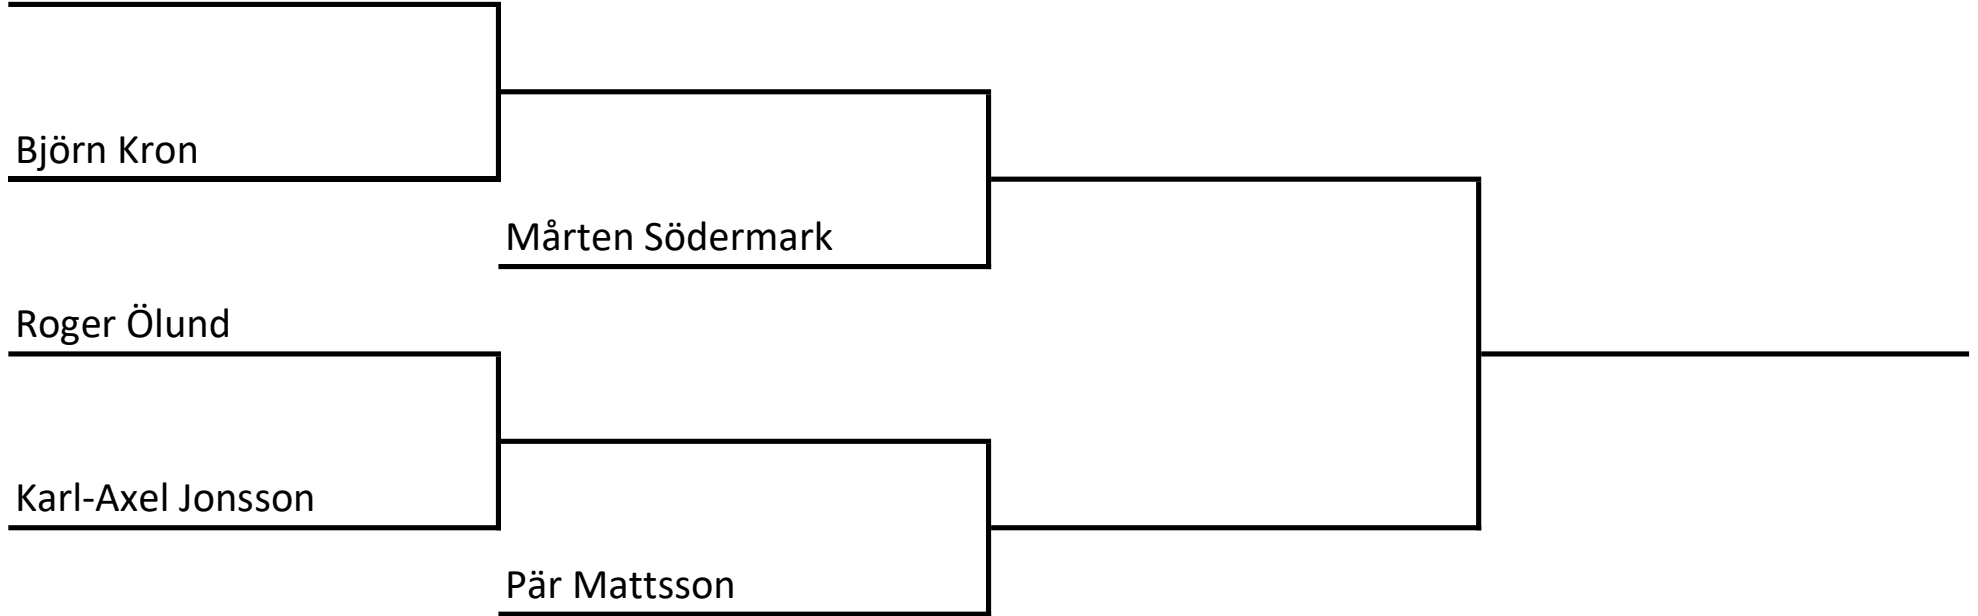 Björn Kron
Mårten Södermark
Roger Ölund
Karl-Axel Jonsson
Pär Mattsson